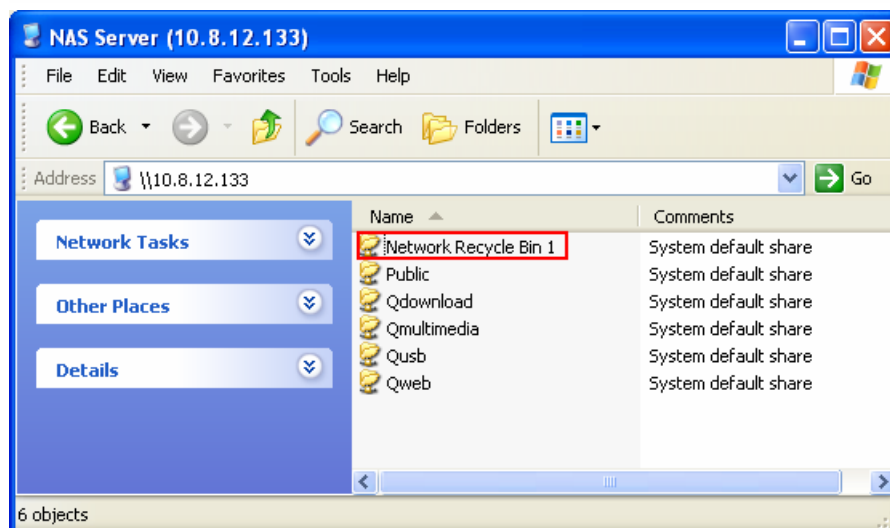 NAS Server (10.8.12.133)
File Edit View Favorites Tools Help
Back Search Folders
Address \\10.8.12.133 Go
Network Tasks
Other Places
Details
Name Comments
Network Recycle Bin 1 System default share
Public System default share
Qdownload System default share
Qmultimedia System default share
Qusb System default share
Qweb System default share
6 objects